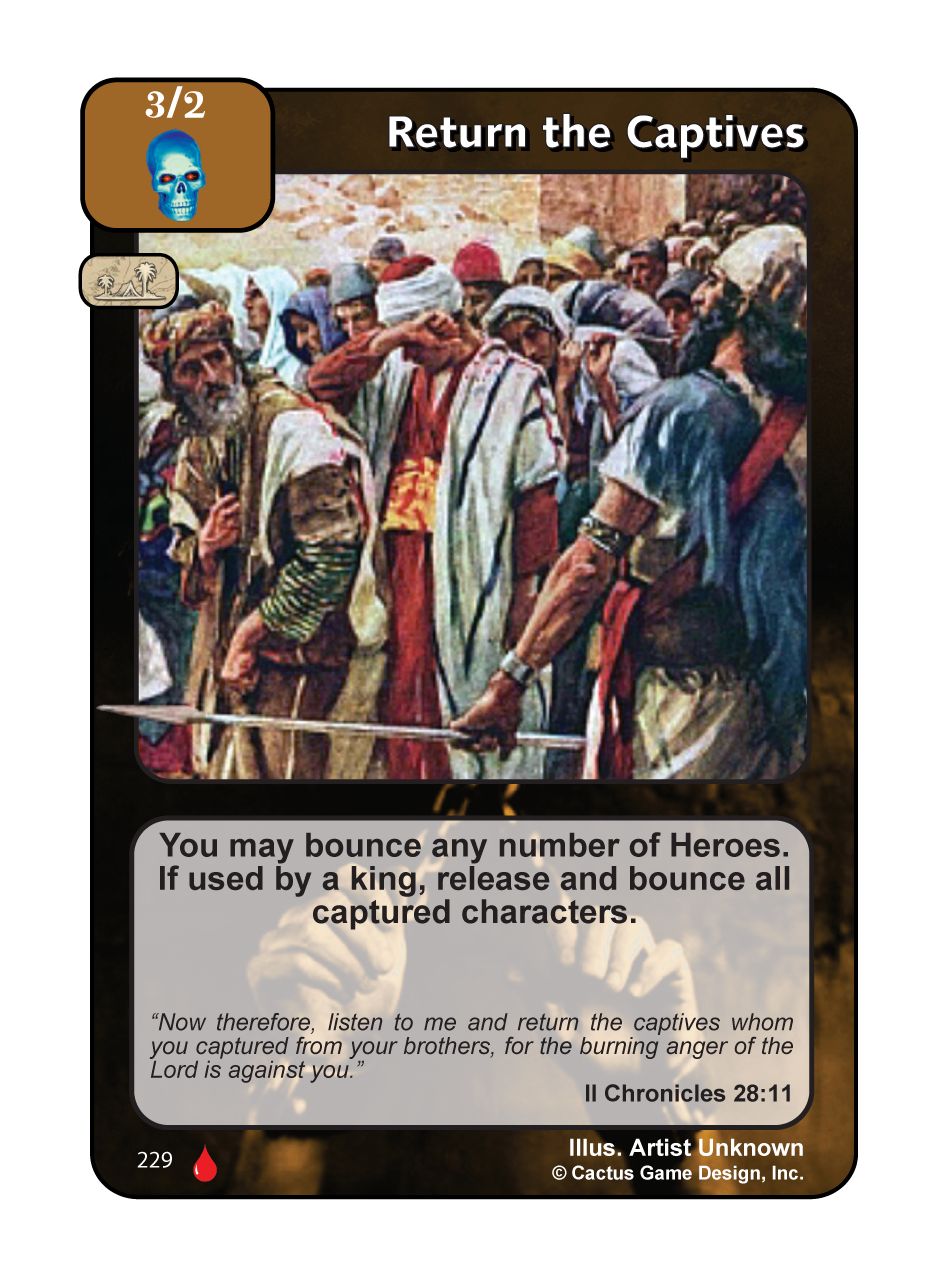 3/2
Return the Captives
You may bounce any number of Heroes.
If used by a king, release and bounce all
captured characters.
“Now therefore, listen to me and return the captives whom
you captured from your brothers, for the burning anger of the
Lord is against you.”
II Chronicles 28:11
229
Illus. Artist Unknown
© Cactus Game Design, Inc.